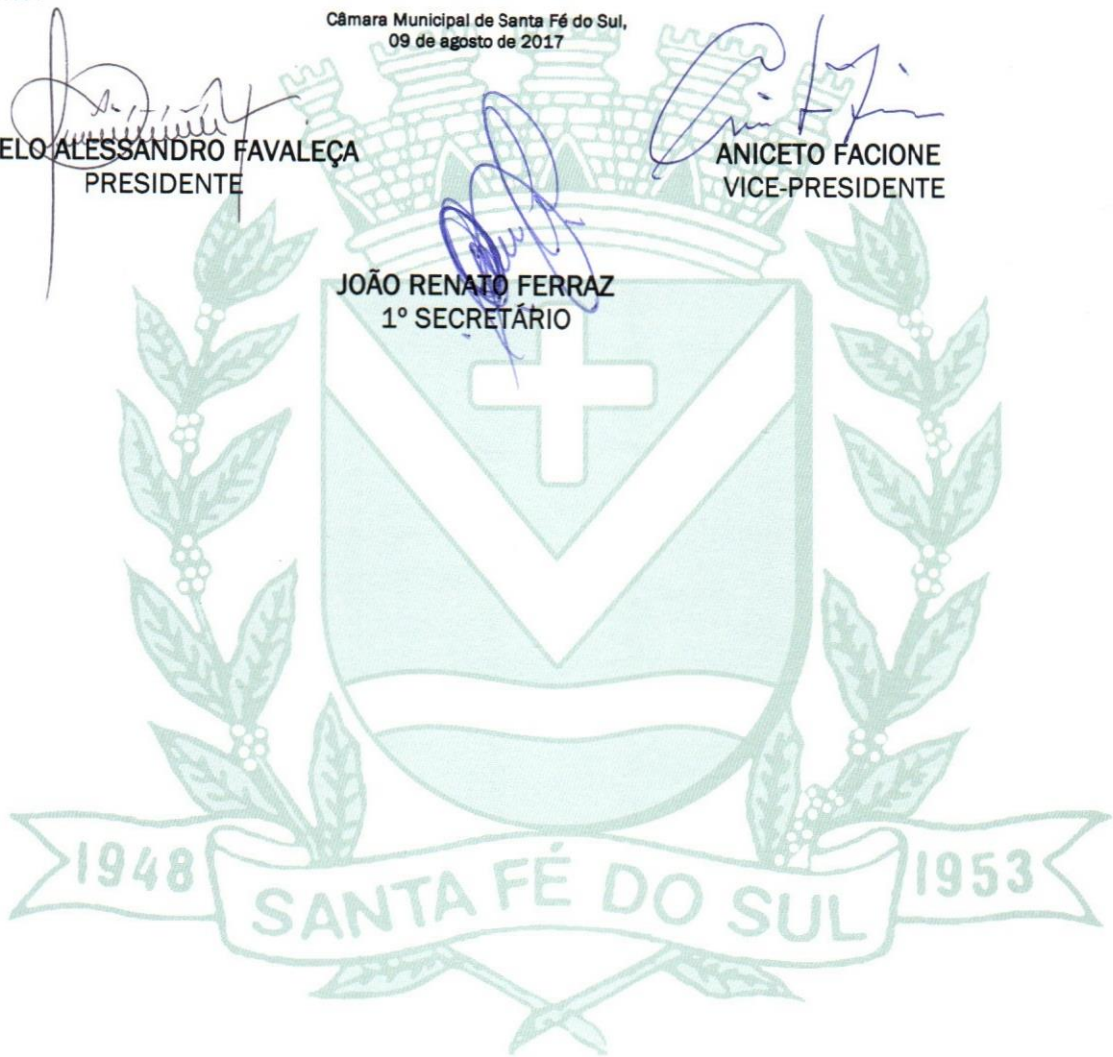 Câmara Municipal de Santa Fé do Sul,
09 de agosto de 2017
ELO ALESSANDRO FAVALEÇA
PRESIDENTE
ANICETO FACIONE
VICE-PRESIDENTE
JOÃO RENATO FERRAZ
1º SECRETÁRIO
1948
SANTA FÉ DO SUL
1953